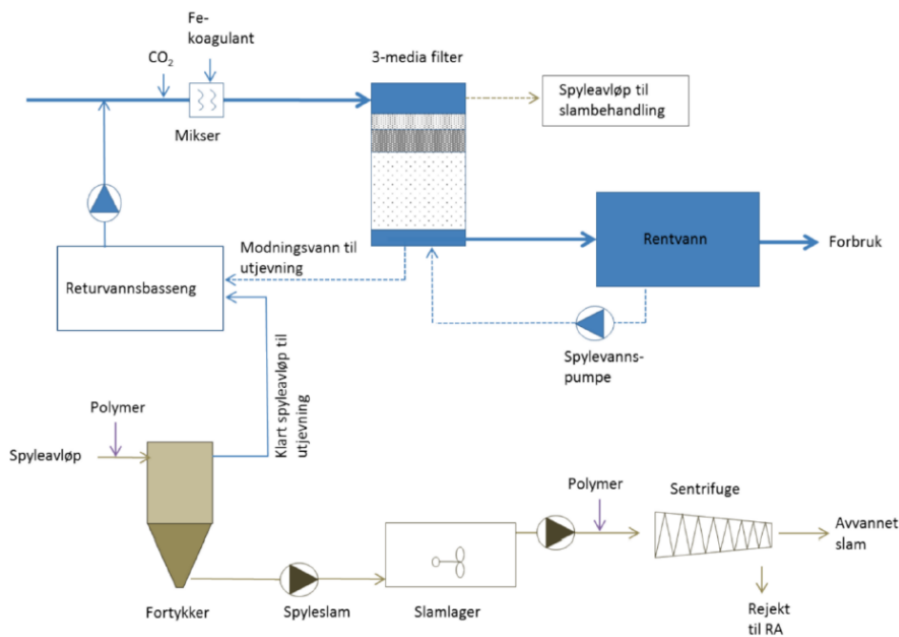 Fe-
koagulant
CO₂
3-media filter
Mikser
Spyleavløp til
slambehandling
Modningsvann til
utjevning
Rentvann
Forbruk
Returvannsbasseng
Spylevanns-
pumpe
Klart spyleavløp til
utjevning
Polymer
Spyleavløp
Fortykker
Spyleslam
Slamlager
Polymer
Sentrifuge
Avvannet
slam
Rejekt
til RA